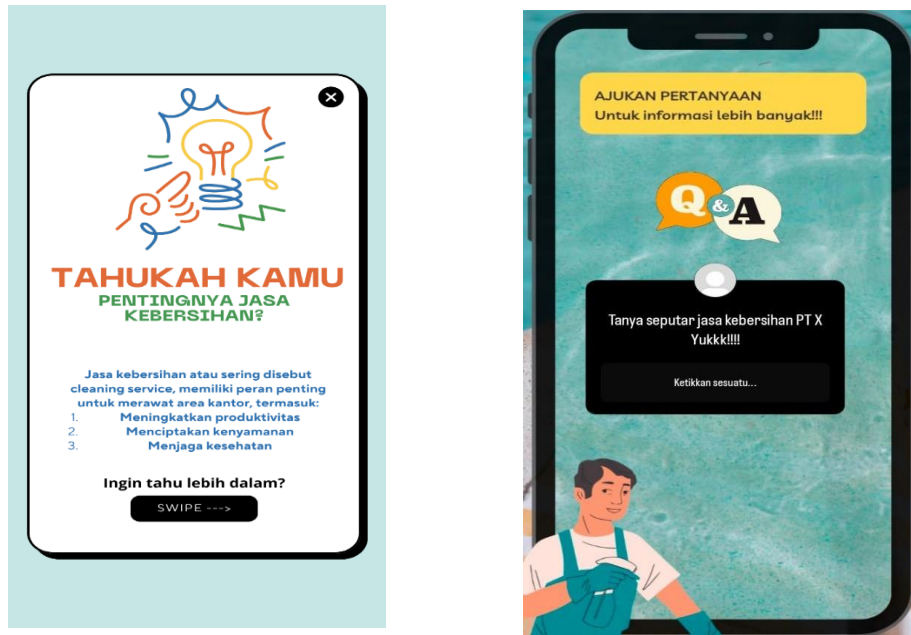 TAHUKAH KAMU
PENTINGNYA JASA
KEBERSIHAN?
Jasa kebersihan atau sering disebut
cleaning service, memiliki peran penting
untuk merawat area kantor, termasuk:
1. Meningkatkan produktivitas
2. Menciptakan kenyamanan
3. Menjaga kesehatan
Ingin tahu lebih dalam?
SWIPE --->
AJUKAN PERTANYAAN
Untuk informasi lebih banyak!!!
Q & A
Tanya seputar jasa kebersihan PT X
Yukkk!!!!
Ketikkan sesuatu...